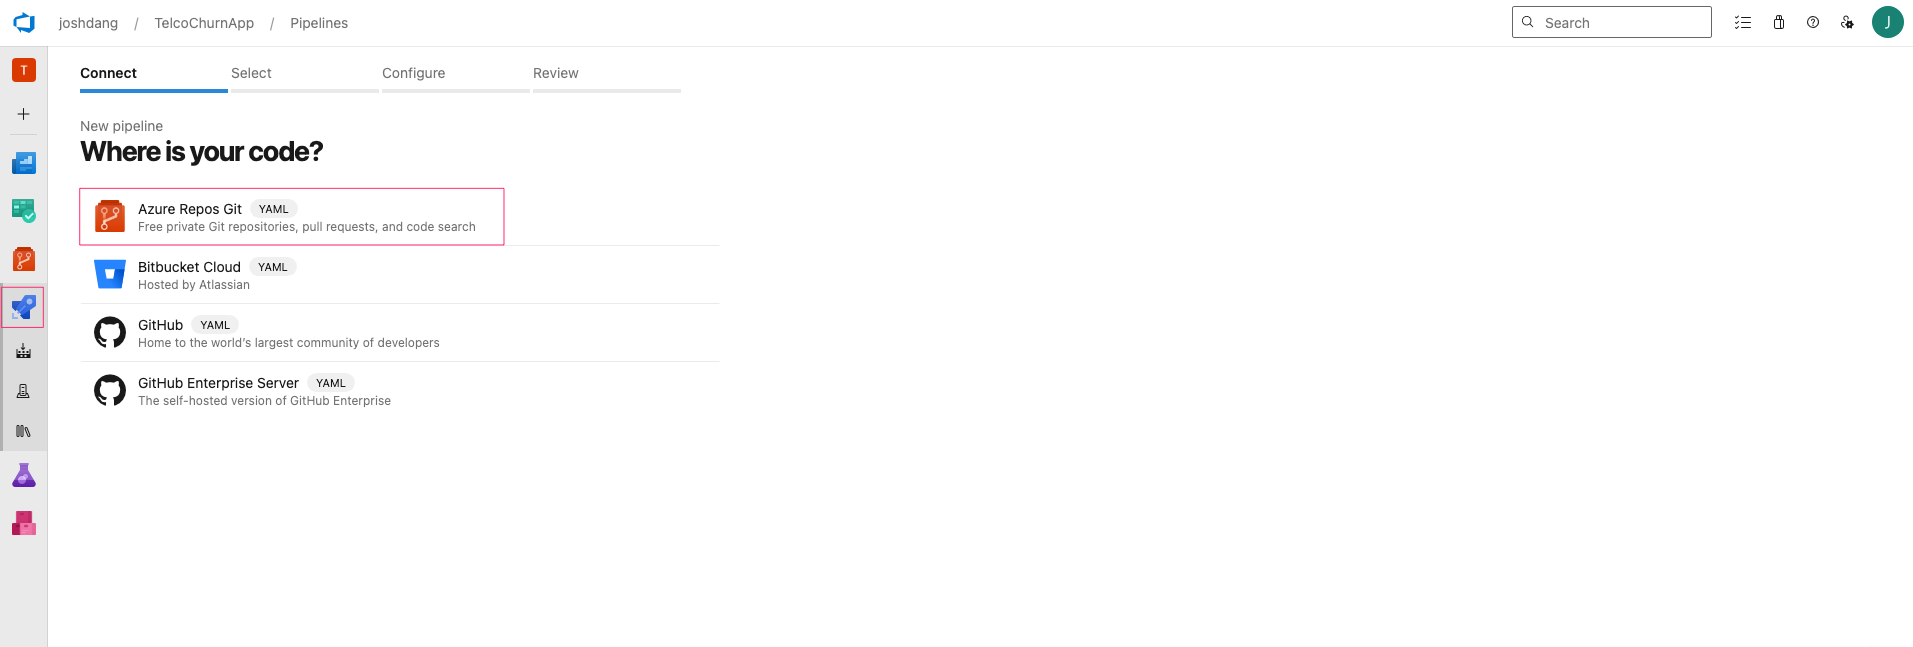 joshdang / TelcoChurnApp / Pipelines
Search
J
T
Connect Select Configure Review
New pipeline
Where is your code?
Azure Repos Git YAML
Free private Git repositories, pull requests, and code search
Bitbucket Cloud YAML
Hosted by Atlassian
GitHub YAML
Home to the world's largest community of developers
GitHub Enterprise Server YAML
The self-hosted version of GitHub Enterprise